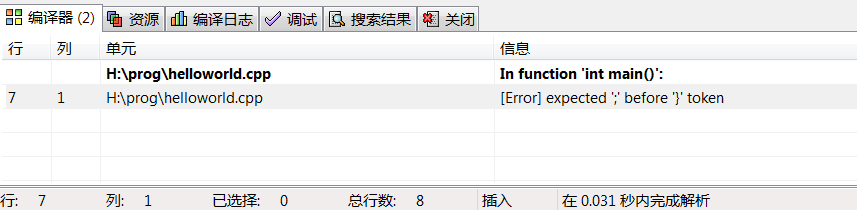 编译器 (2) 资源 编译日志 调试 搜索结果 关闭
行 列 单元 信息
H:\prog\helloworld.cpp In function 'int main()':
7 1 H:\prog\helloworld.cpp [Error] expected ';' before '}' token
行: 7 列: 1 已选择: 0 总行数: 8 插入 在 0.031 秒内完成解析